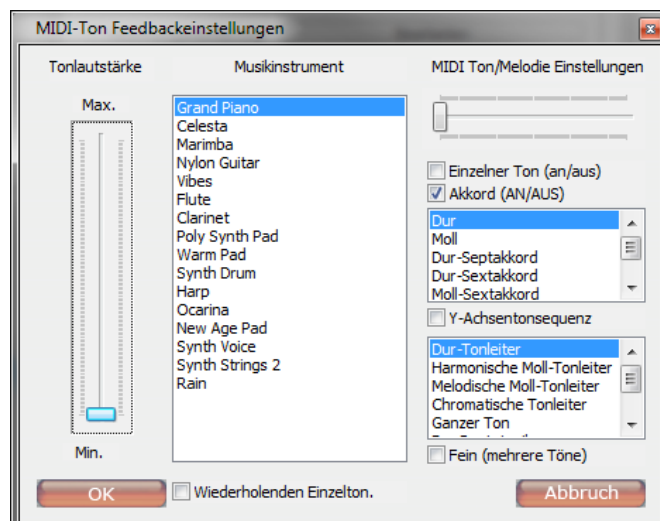 MIDI-Ton Feedbackeinstellungen
Tonlautstärke
Musikinstrument
MIDI Ton/Melodie Einstellungen
Max.
Min.
Grand Piano
Celesta
Marimba
Nylon Guitar
Vibes
Flute
Clarinet
Poly Synth Pad
Warm Pad
Synth Drum
Harp
Ocarina
New Age Pad
Synth Voice
Synth Strings 2
Rain
Einzelner Ton (an/aus)
Akkord (AN/AUS)
Dur
Moll
Dur-Septakkord
Dur-Sextakkord
Moll-Sextakkord
Y-Achsentonsequenz
Dur-Tonleiter
Harmonische Moll-Tonleiter
Melodische Moll-Tonleiter
Chromatische Tonleiter
Ganzer Ton
Fein (mehrere Töne)
OK
Wiederholenden Einzelton.
Abbruch